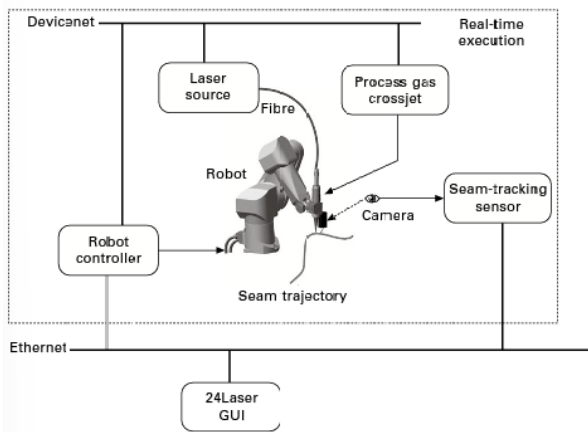 Devicenet
Real-time
execution
Laser
source
Process gas
crossjet
Fibre
Robot
Seam-tracking
sensor
Camera
Robot
controller
Seam trajectory
Ethernet
24Laser
GUI